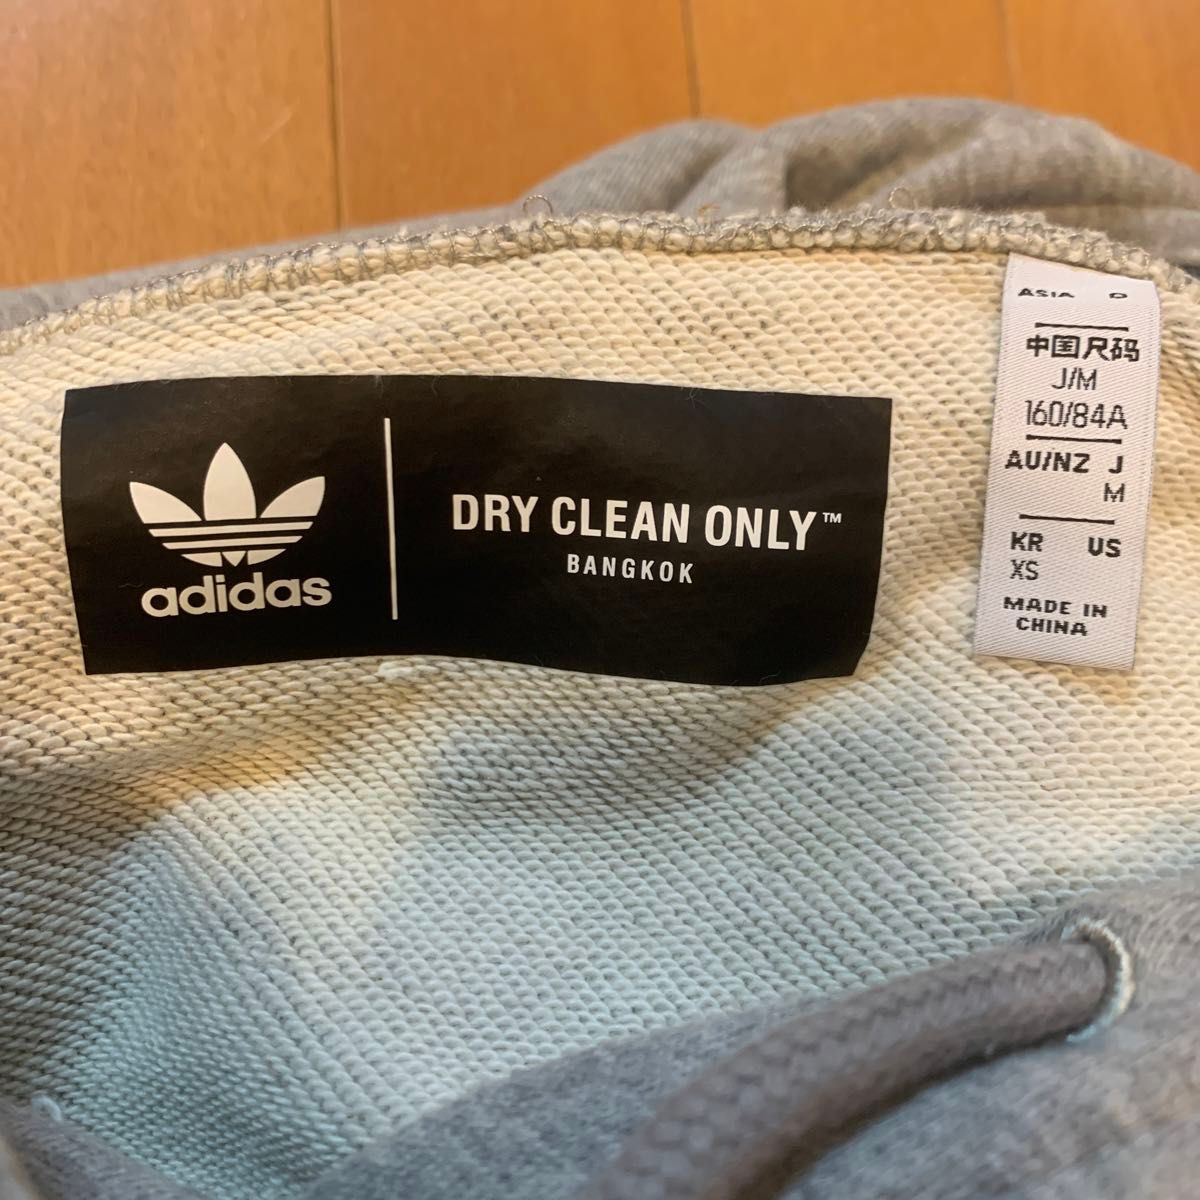 adidas
DRY CLEAN ONLY™
BANGKOK
ASIA
中国尺码
J/M
160/84A
AU/NZ J
M
KR US
XS
MADE IN
CHINA